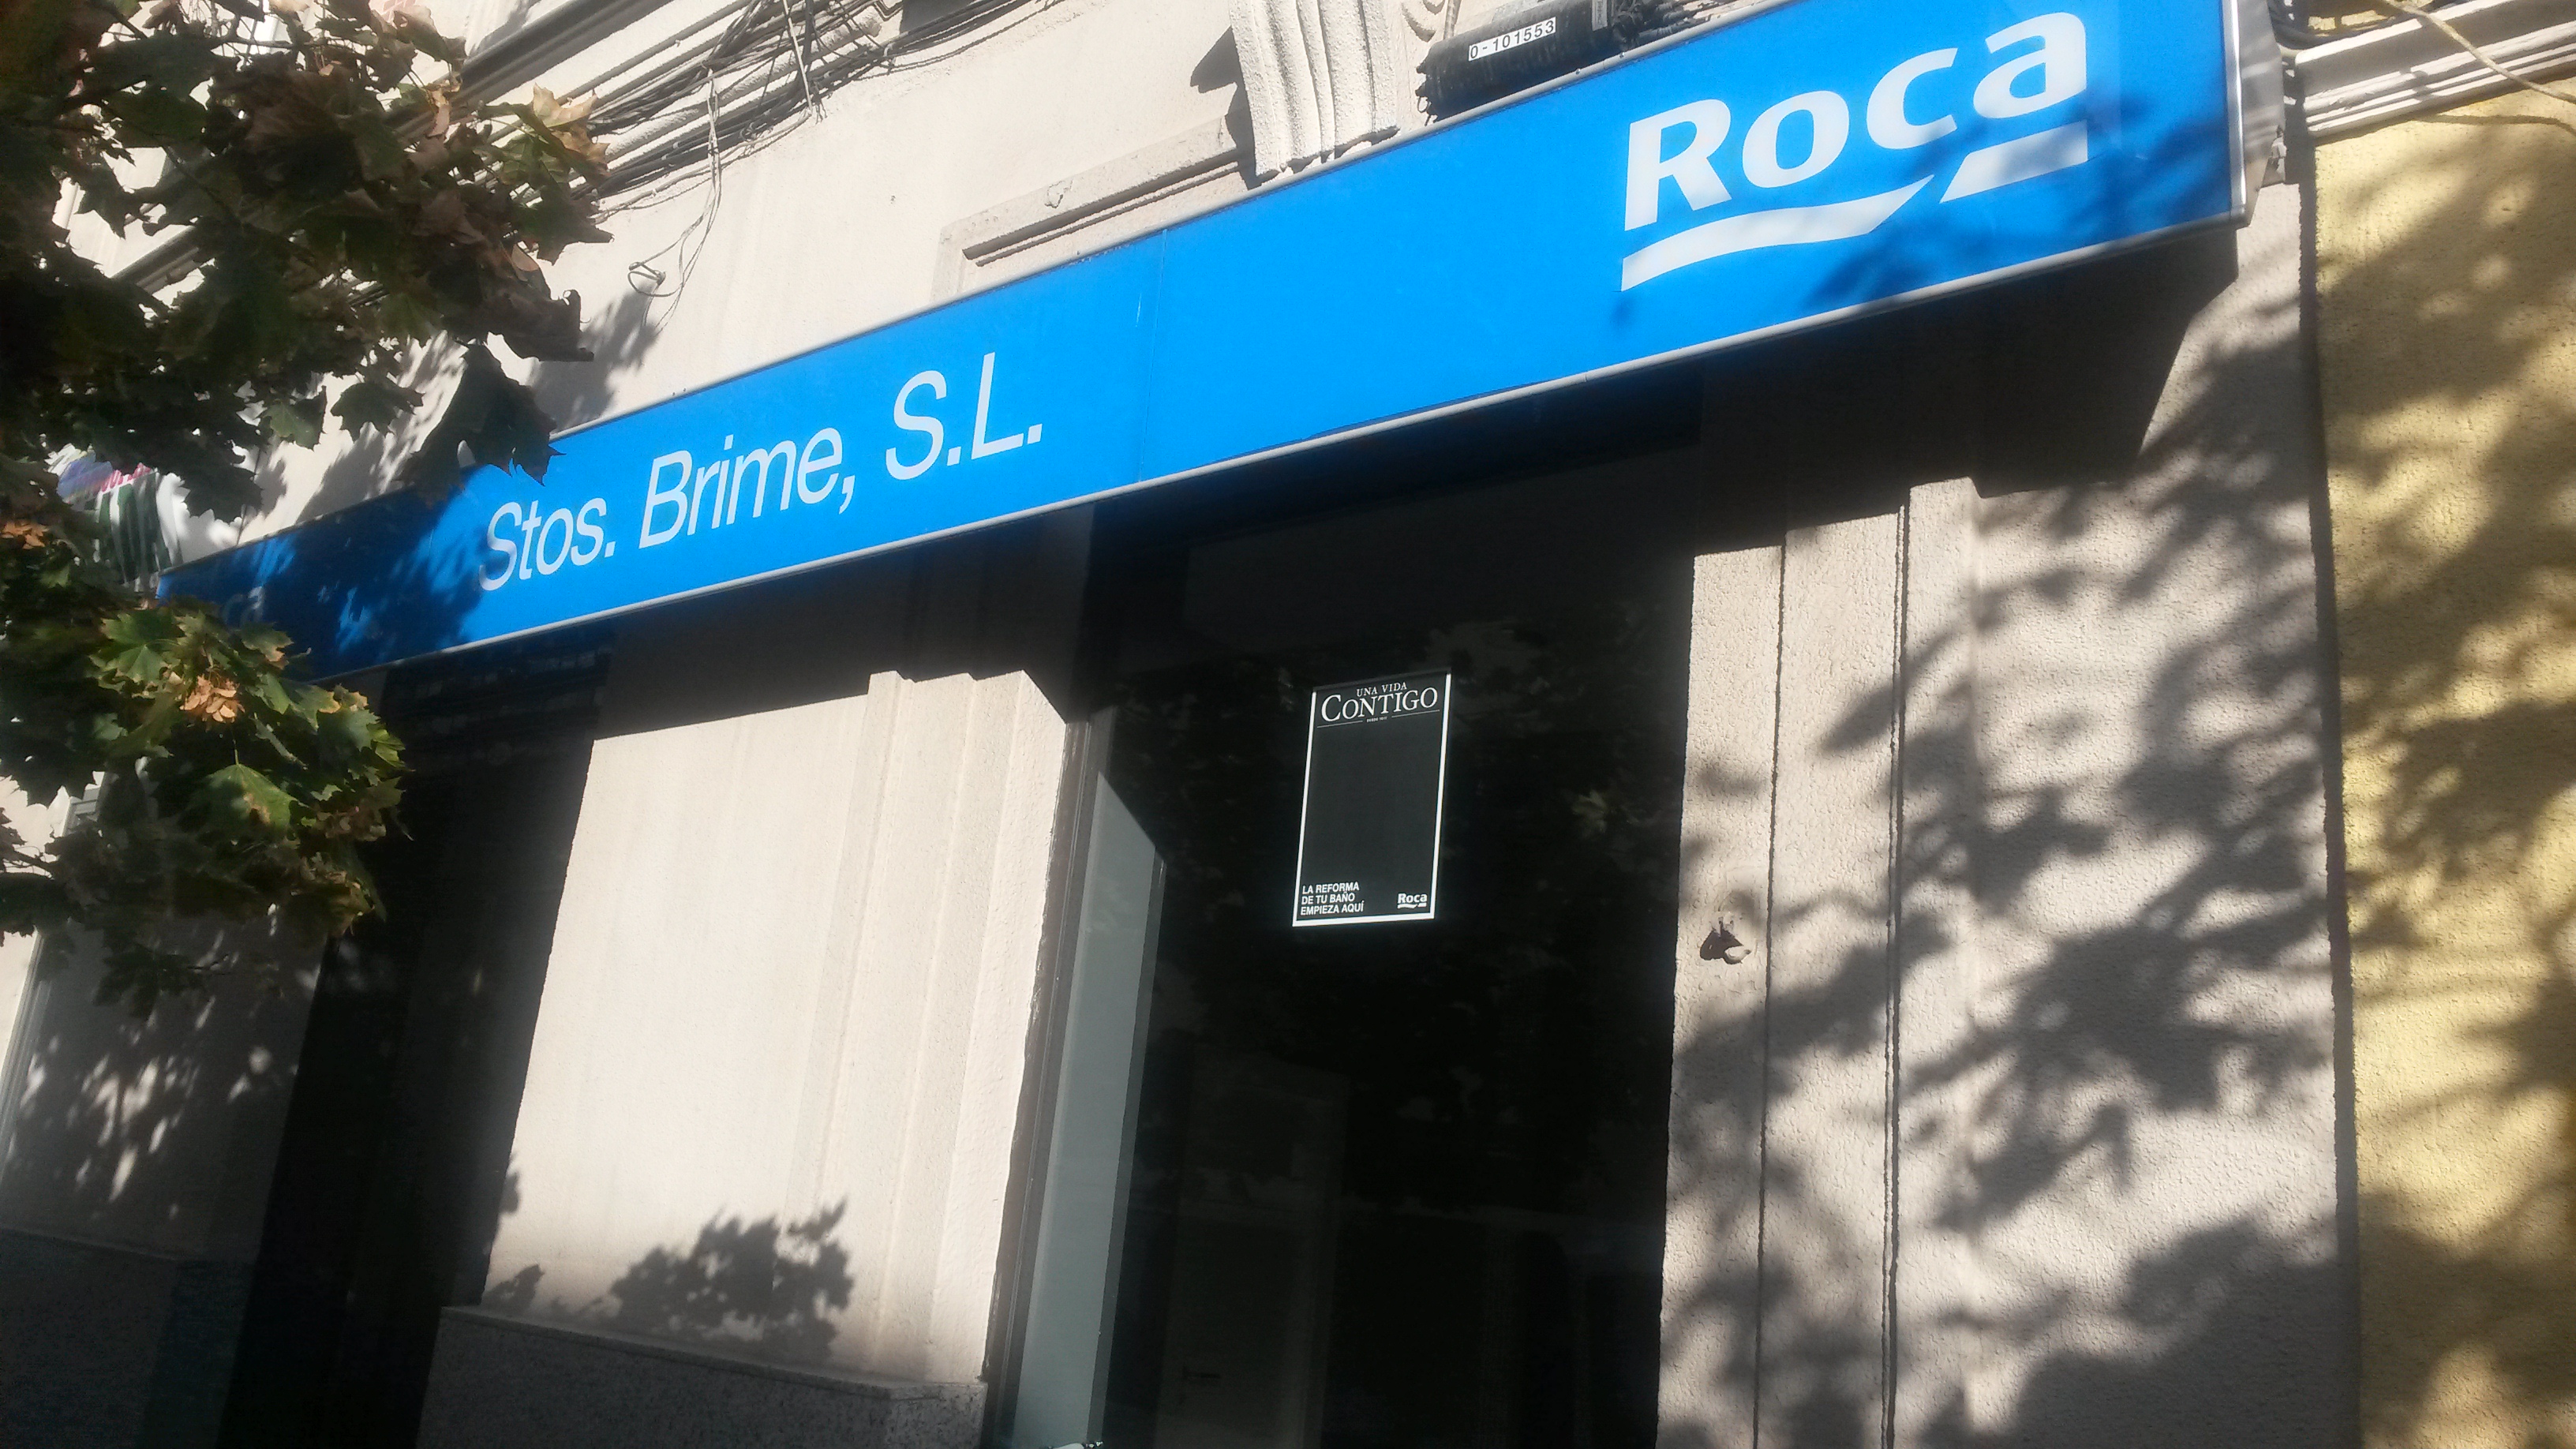 0-101553
Roca
Stos. Brime, S.L.
UNA VIDA
CONTIGO
LA REFORMA
DE TU BAÑO
EMPIEZA AQUÍ
Roca